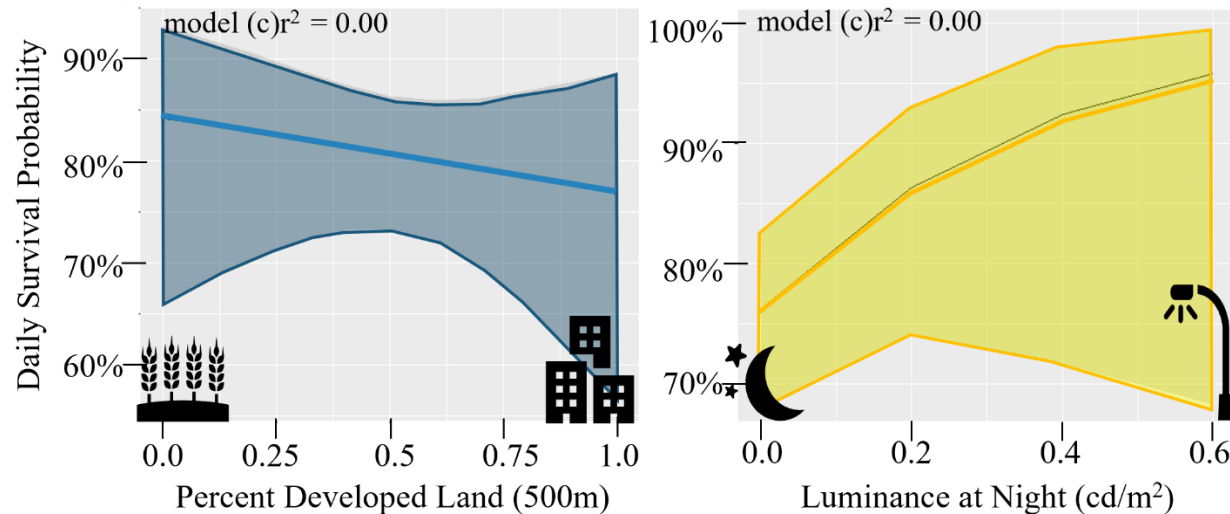 Daily Survival Probability
model (c)r² = 0.00
90%
80%
70%
60%
0.0 0.25 0.5 0.75 1.0
Percent Developed Land (500m)
model (c)r² = 0.00
100%
90%
80%
70%
0.0 0.2 0.4 0.6
Luminance at Night (cd/m²)